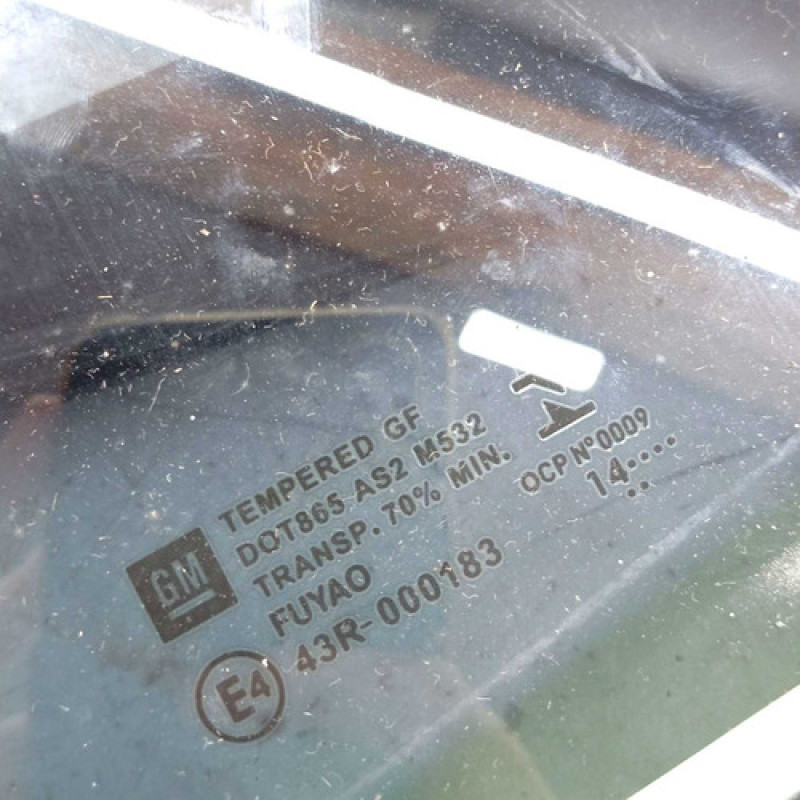 GM
TEMPERED GF
DOT865 AS2 M532
TRANSP. 70% MIN.
FUYAO
E4 43R-000183
OCP Nº0009
14....
..